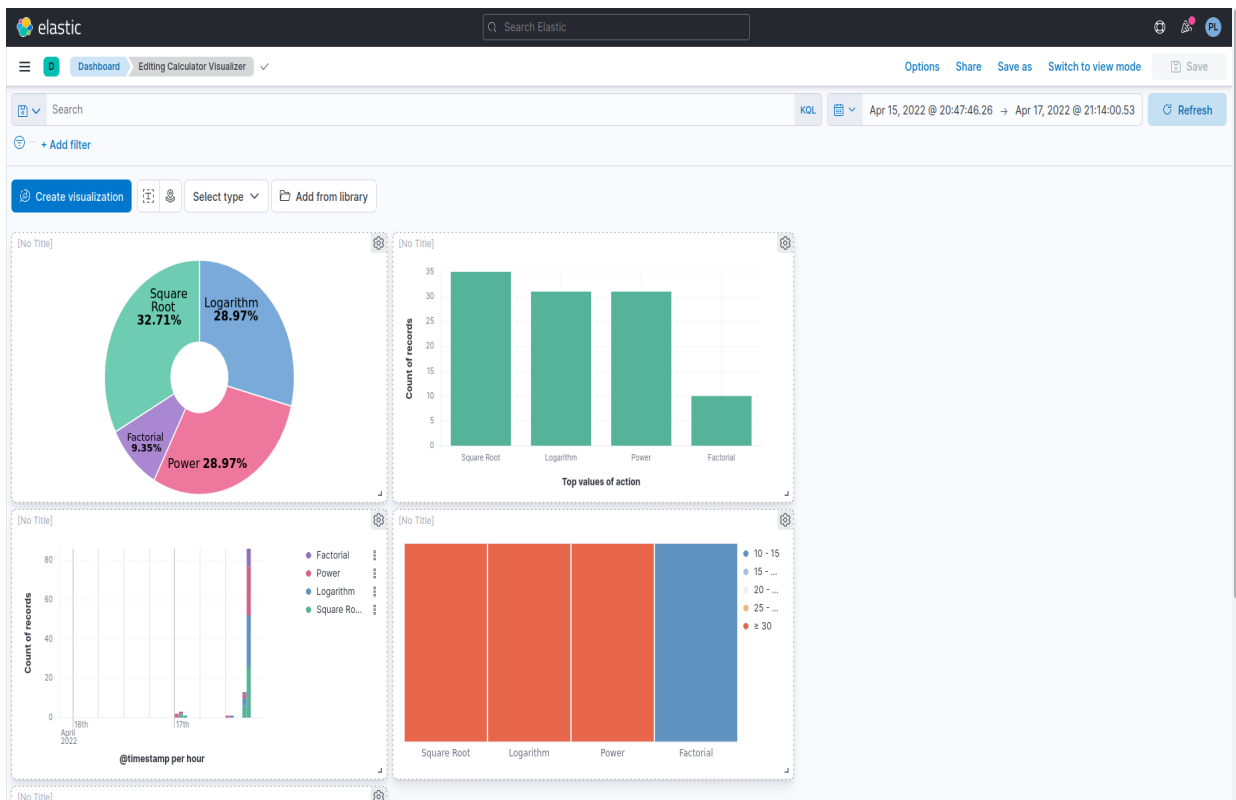 elastic
Search Elastic
PL
D
Dashboard
Editing Calculator Visualizer
Options
Share
Save as
Switch to view mode
Save
Search
KQL
Apr 15, 2022 @ 20:47:46.26 → Apr 17, 2022 @ 21:14:00.53
Refresh
+ Add filter
Create visualization
Select type
Add from library
[No Title]
Square
Root
32.71%
Logarithm
28.97%
Factorial
9.35%
Power 28.97%
[No Title]
Count of records
35
30
25
20
15
10
5
0
Square Root
Logarithm
Power
Factorial
Top values of action
[No Title]
Count of records
80
60
40
20
0
16th
17th
April
2022
@timestamp per hour
Factorial
Power
Logarithm
Square Ro...
[No Title]
Square Root
Logarithm
Power
Factorial
10 - 15
15 - ...
20 - ...
25 - ...
≥ 30
[No Title]